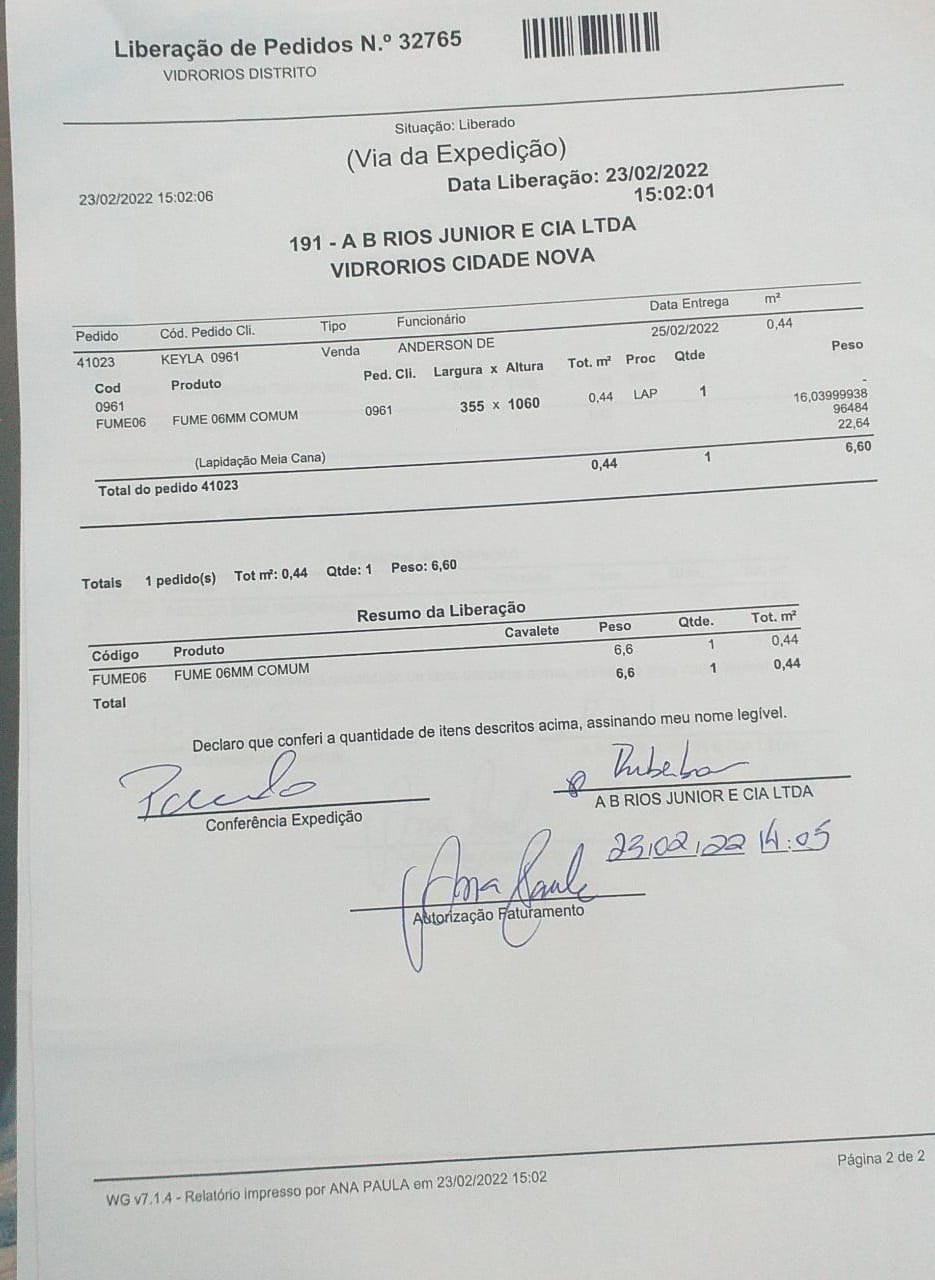 Liberação de Pedidos N.º 32765
VIDRORIOS DISTRITO
Situação: Liberado
(Via da Expedição)
23/02/2022 15:02:06
Data Liberação: 23/02/2022
15:02:01
191 - A B RIOS JUNIOR E CIA LTDA
VIDRORIOS CIDADE NOVA
Pedido Cód. Pedido Cli. Tipo Funcionário Data Entrega m²
41023 KEYLA 0961 Venda ANDERSON DE 25/02/2022 0,44
Cod Produto Ped. Cli. Largura x Altura Tot. m² Proc Qtde Peso
0961
FUME06 FUME 06MM COMUM 0961 355 x 1060 0,44 LAP 1 -
16,03999938
96484
22,64
(Lapidação Meia Cana)
Total do pedido 41023 0,44 1 6,60
Totais 1 pedido(s) Tot m²: 0,44 Qtde: 1 Peso: 6,60
Resumo da Liberação
Código Produto Cavalete Peso Qtde. Tot. m²
FUME06 FUME 06MM COMUM 6,6 1 0,44
Total 6,6 1 0,44
Declaro que conferi a quantidade de itens descritos acima, assinando meu nome legível.
Conferência Expedição
A B RIOS JUNIOR E CIA LTDA
23,02,22 14:05
Ana Paula
Autorização Faturamento
Página 2 de 2
WG v7.1.4 - Relatório impresso por ANA PAULA em 23/02/2022 15:02